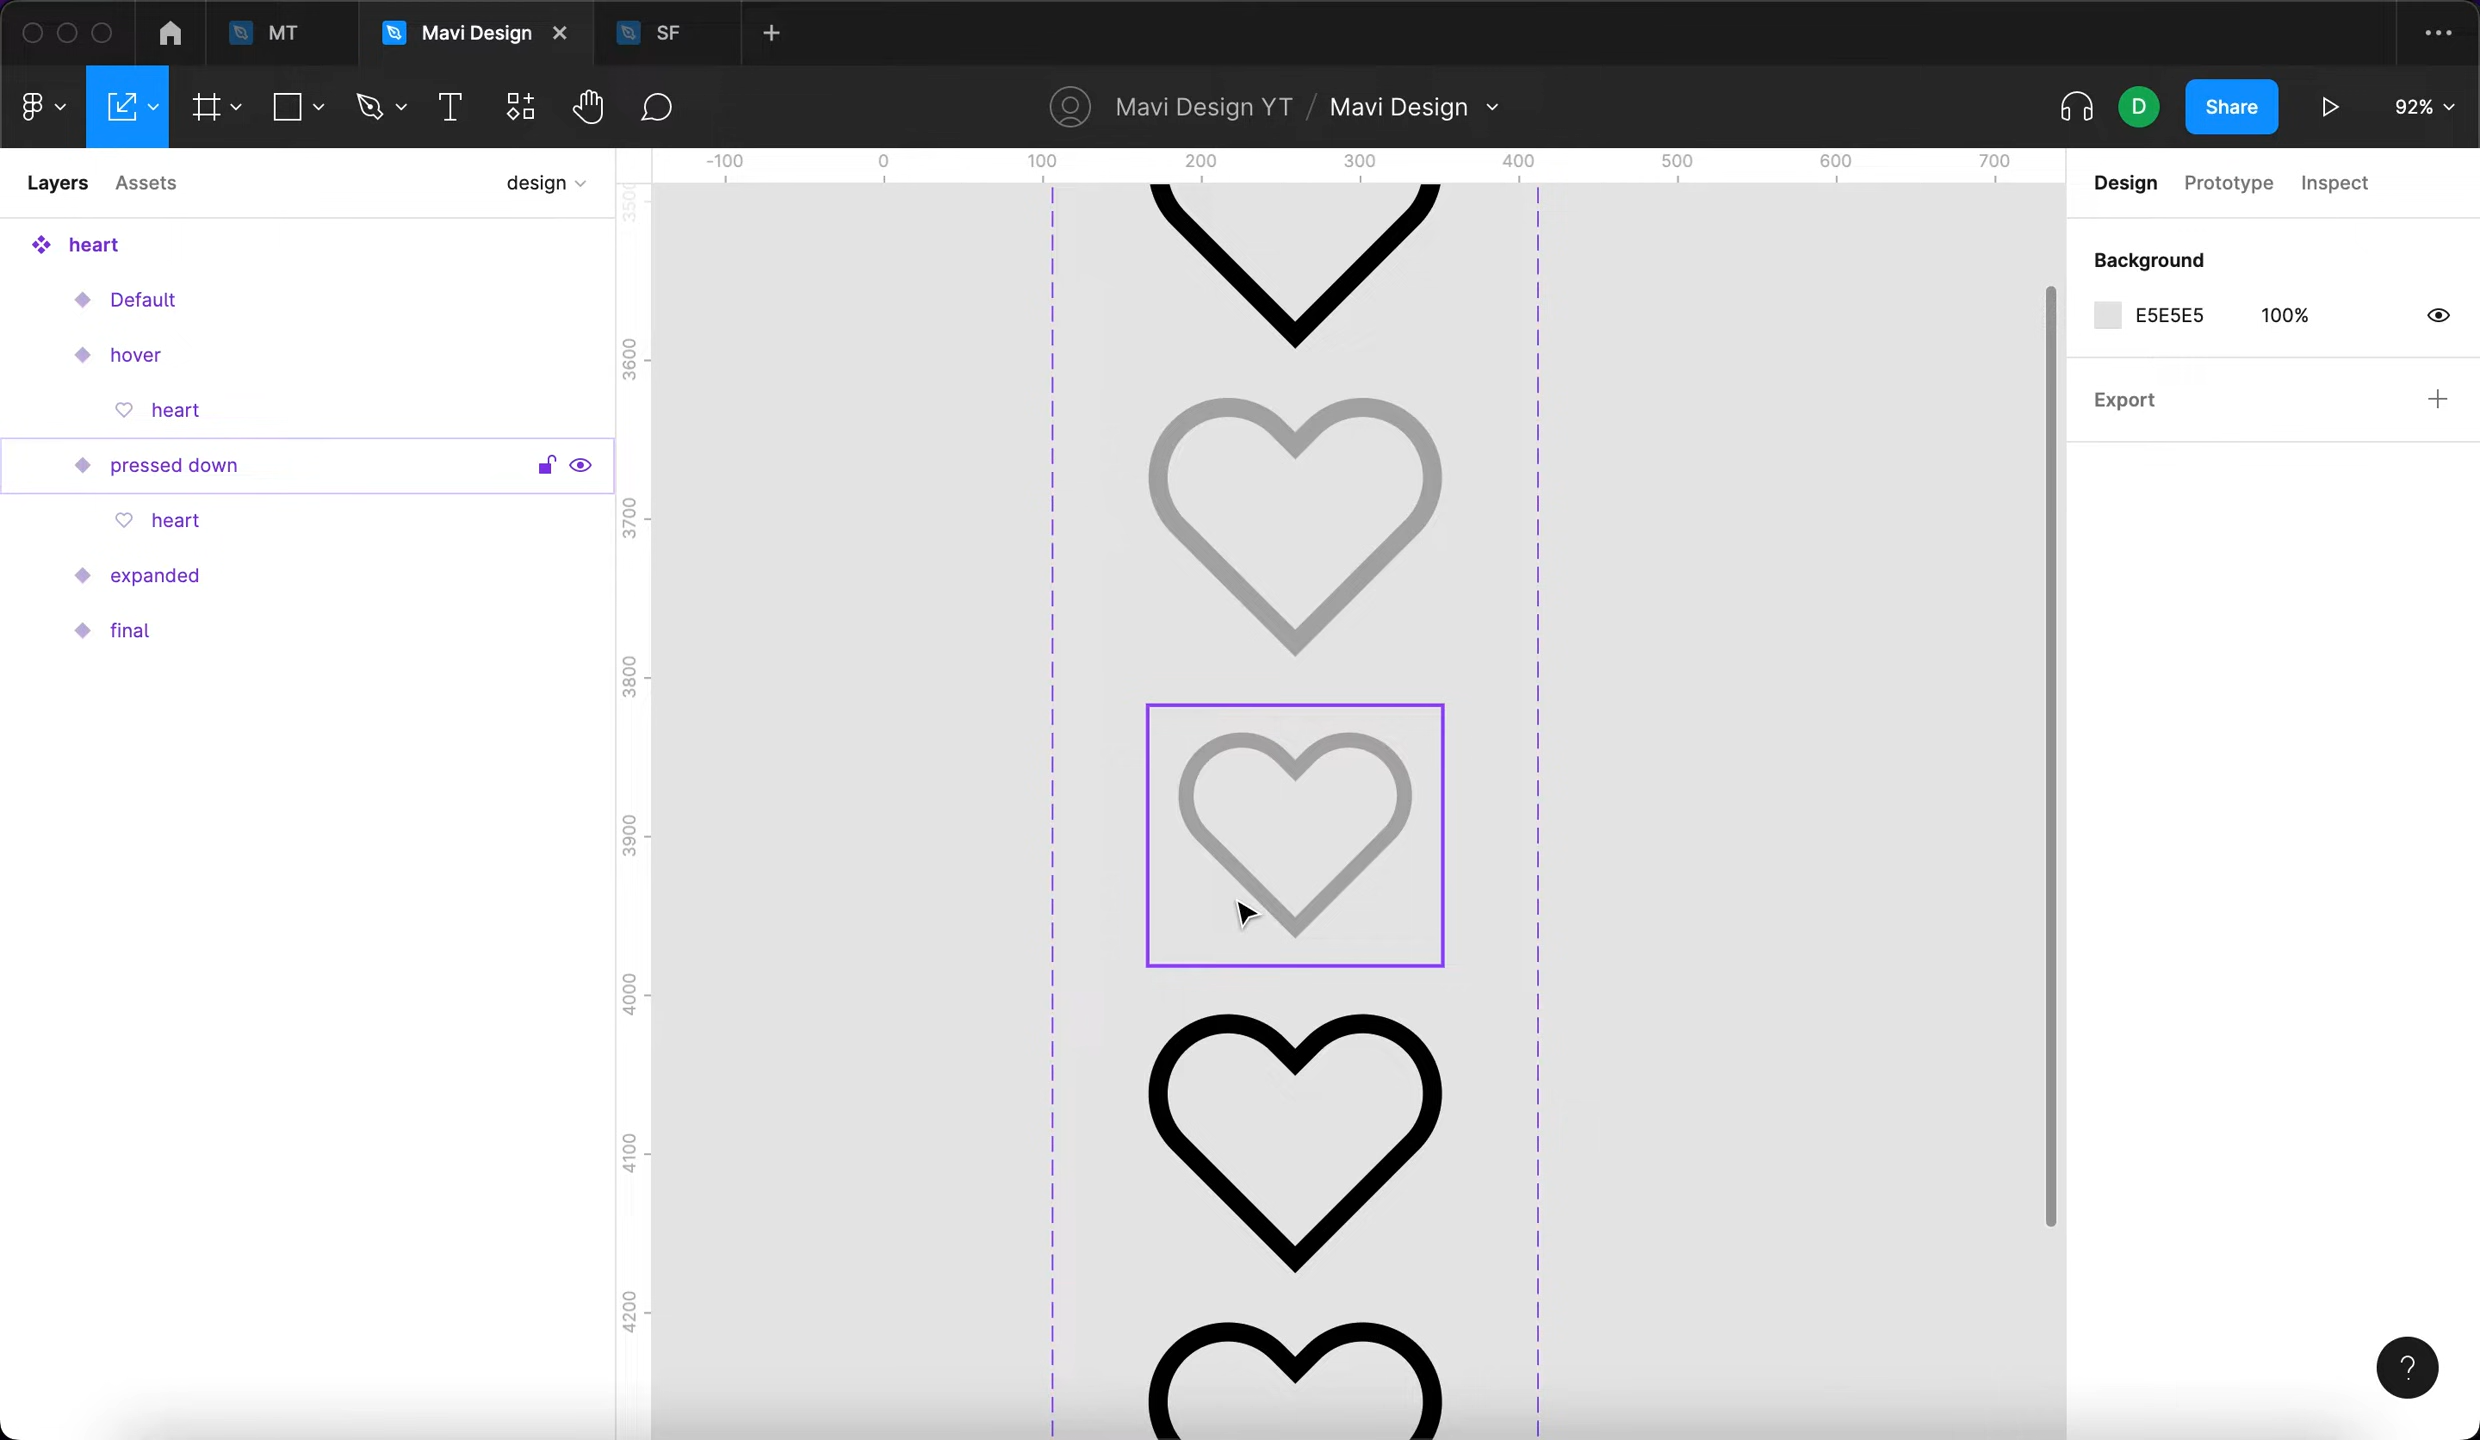 MT
Mavi Design
SF
Mavi Design YT / Mavi Design
D
Share
92%
Layers
Assets
design
-100 0 100 200 300 400 500 600 700
Design
Prototype
Inspect
heart
Default
hover
heart
pressed down
heart
expanded
final
3500
3600
3700
3800
3900
4000
4100
4200
Background
E5E5E5
100%
Export
?